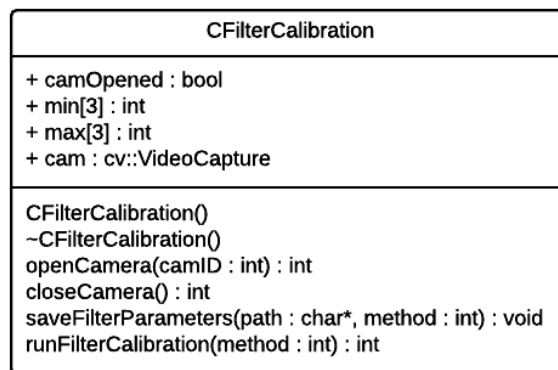 CFilterCalibration
+ camOpened : bool
+ min[3] : int
+ max[3] : int
+ cam : cv::VideoCapture
CFilterCalibration()
~CFilterCalibration()
openCamera(camID : int) : int
closeCamera() : int
saveFilterParameters(path : char*, method : int) : void
runFilterCalibration(method : int) : int